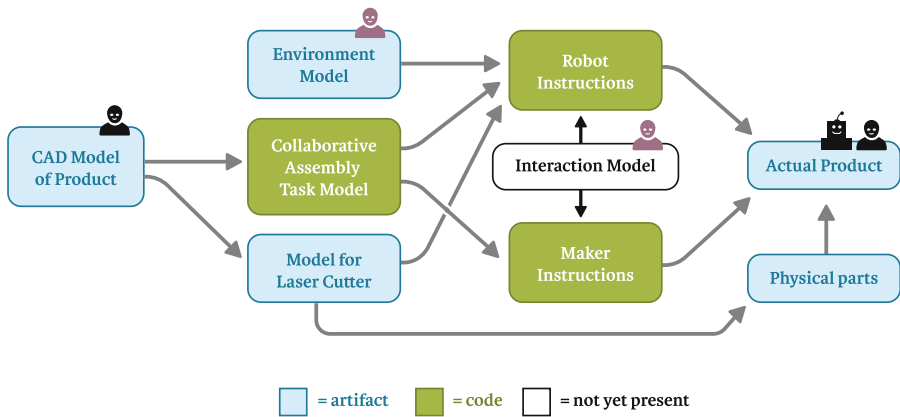 Environment
Model
Robot
Instructions
CAD Model
of Product
Collaborative
Assembly
Task Model
Interaction Model
Actual Product
Model for
Laser Cutter
Maker
Instructions
Physical parts
= artifact
= code
= not yet present